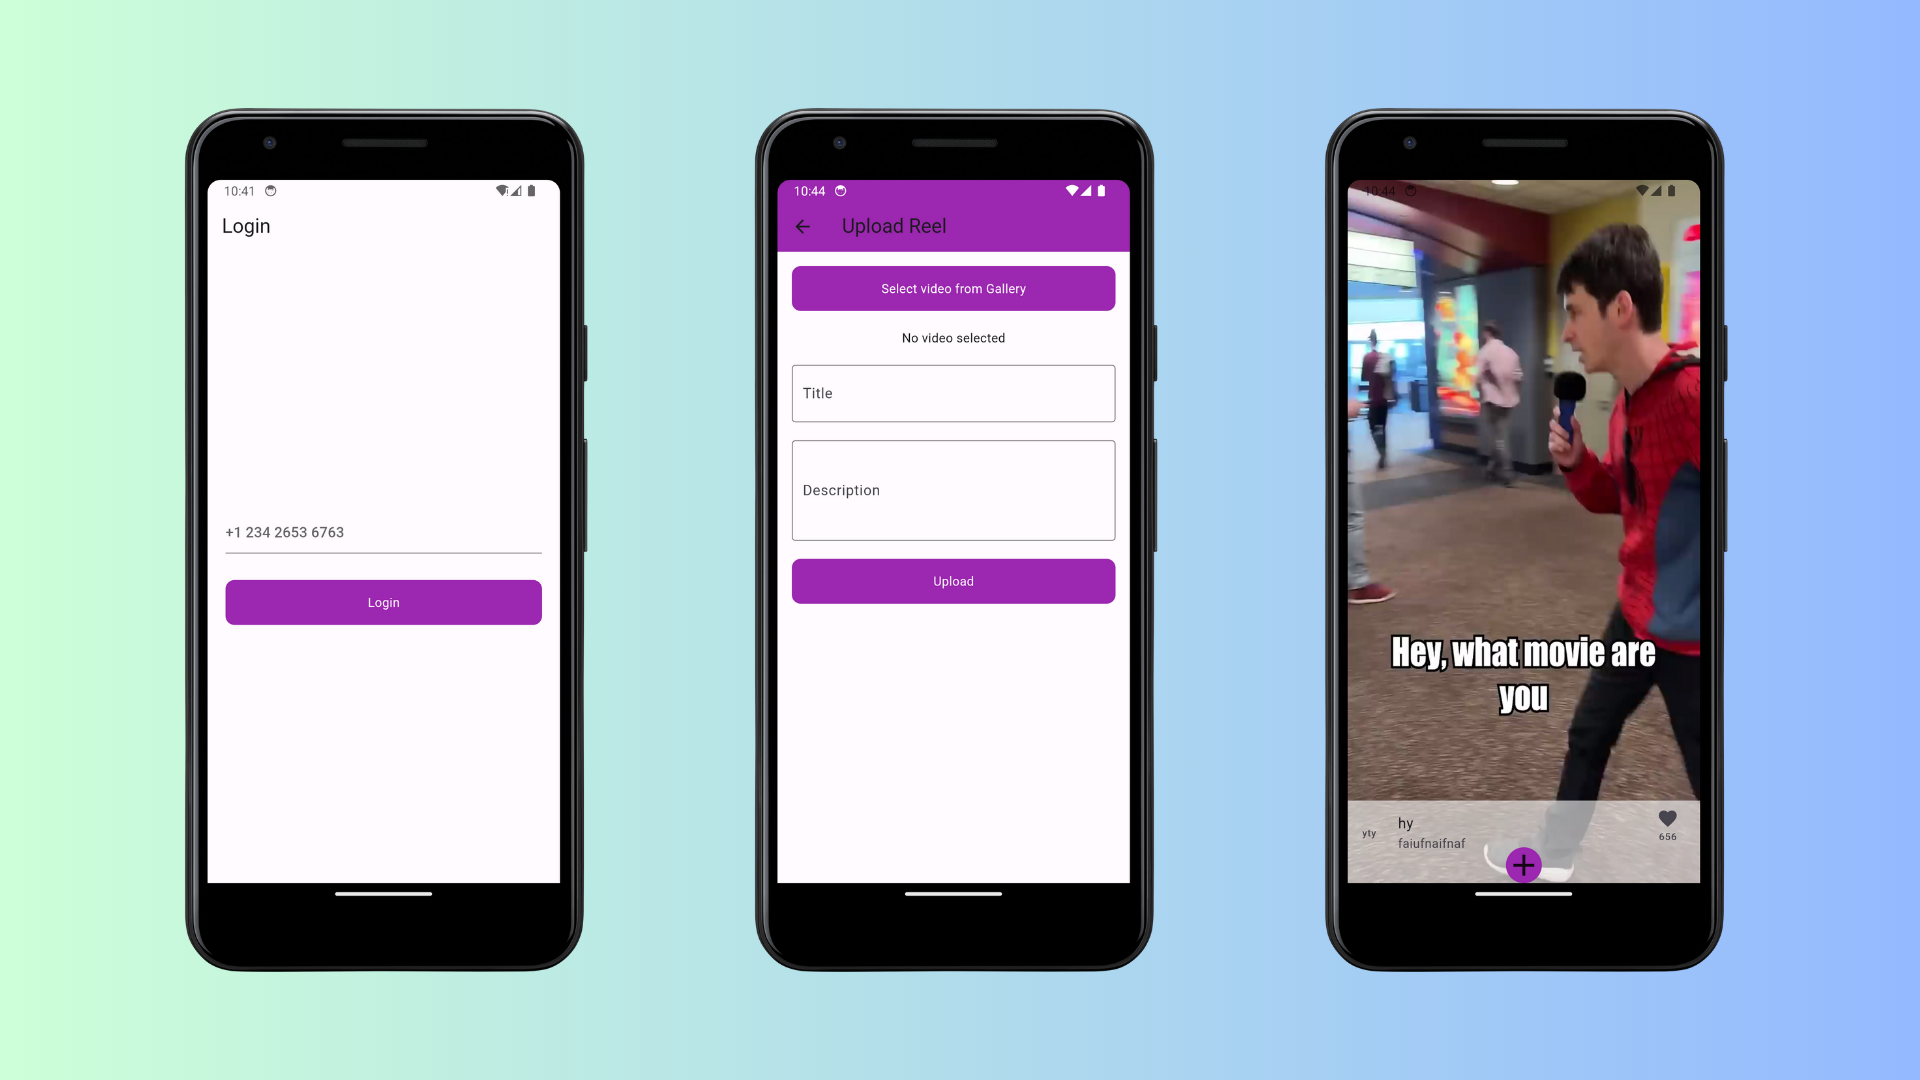 10:41
Login
+1 234 2653 6763
Login
10:44
Upload Reel
Select video from Gallery
No video selected
Title
Description
Upload
10:44
Hey, what movie are
you
yty
hy
faiufnaifnaf
656